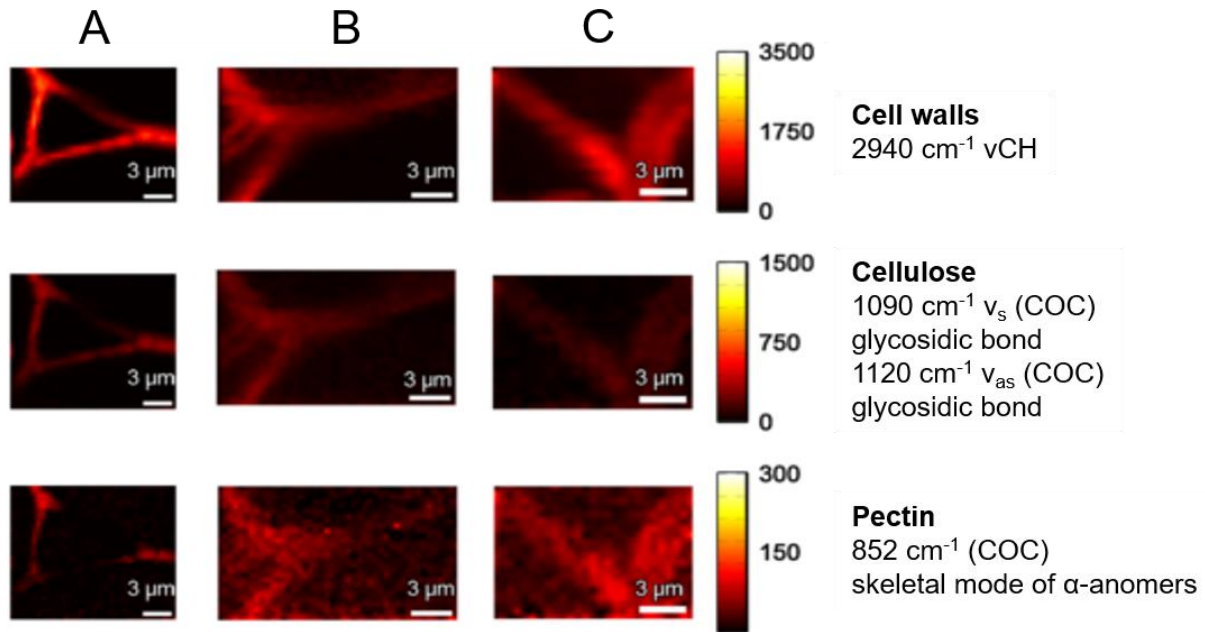 A B C
3 µm 3 µm 3 µm
3500
1750
0
Cell walls
2940 cm⁻¹ vCH
3 µm 3 µm 3 µm
1500
750
0
Cellulose
1090 cm⁻¹ vₛ (COC)
glycosidic bond
1120 cm⁻¹ vₐₛ (COC)
glycosidic bond
3 µm 3 µm 3 µm
300
150
Pectin
852 cm⁻¹ (COC)
skeletal mode of α-anomers